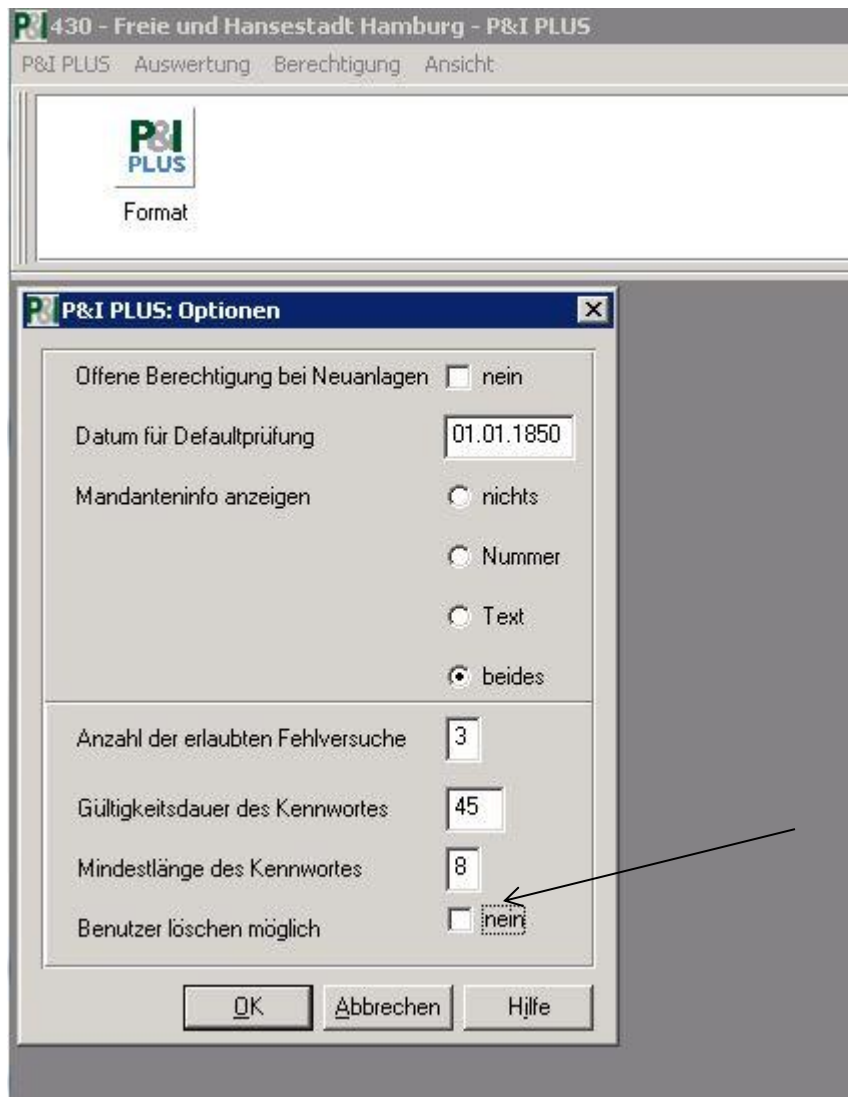 P&I 430 - Freie und Hansestadt Hamburg - P&I PLUS
P&I PLUS Auswertung Berechtigung Ansicht
P&I
PLUS
Format
P&I PLUS: Optionen
Offene Berechtigung bei Neuanlagen nein
Datum für Defaultprüfung 01.01.1850
Mandanteninfo anzeigen nichts
Nummer
Text
beides
Anzahl der erlaubten Fehlversuche 3
Gültigkeitsdauer des Kennwortes 45
Mindestlänge des Kennwortes 8
Benutzer löschen möglich nein
OK Abbrechen Hilfe